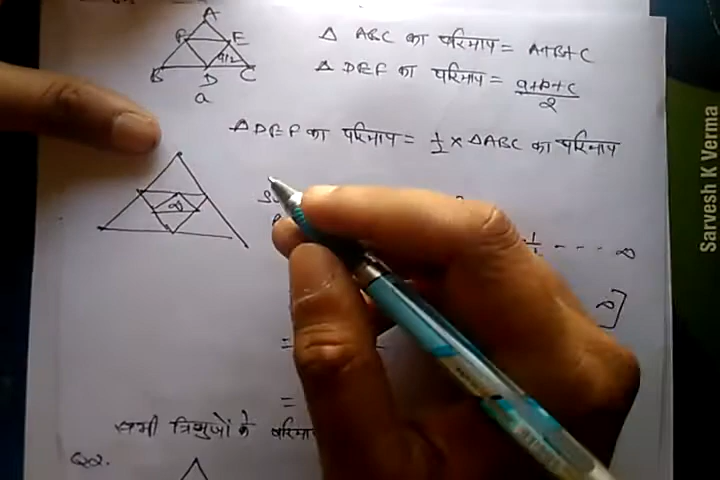 A
F E
B D C
a/2
a
△ ABC का परिमाप = A+B+C
△ DEF का परिमाप = a+b+c/2
△DEF का परिमाप = 1/2 × △ABC का परिमाप
∞
---- ∞
∞]
=
=
सभी त्रिभुजों के
Q2.
Sarvesh K Verma